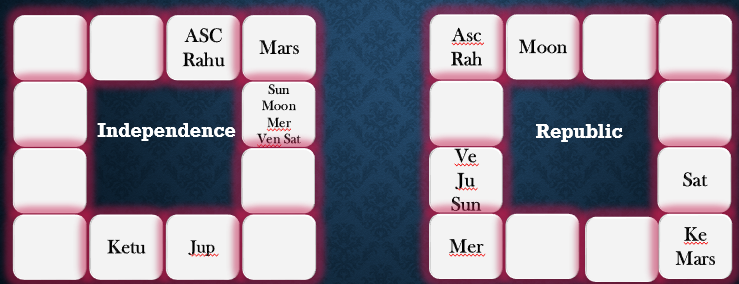 ASC
Rahu
Mars
Sun
Moon
Mer
Ven Sat
Independence
Ketu
Jup
Asc
Rah
Moon
Republic
Ve
Ju
Sun
Sat
Mer
Ke
Mars